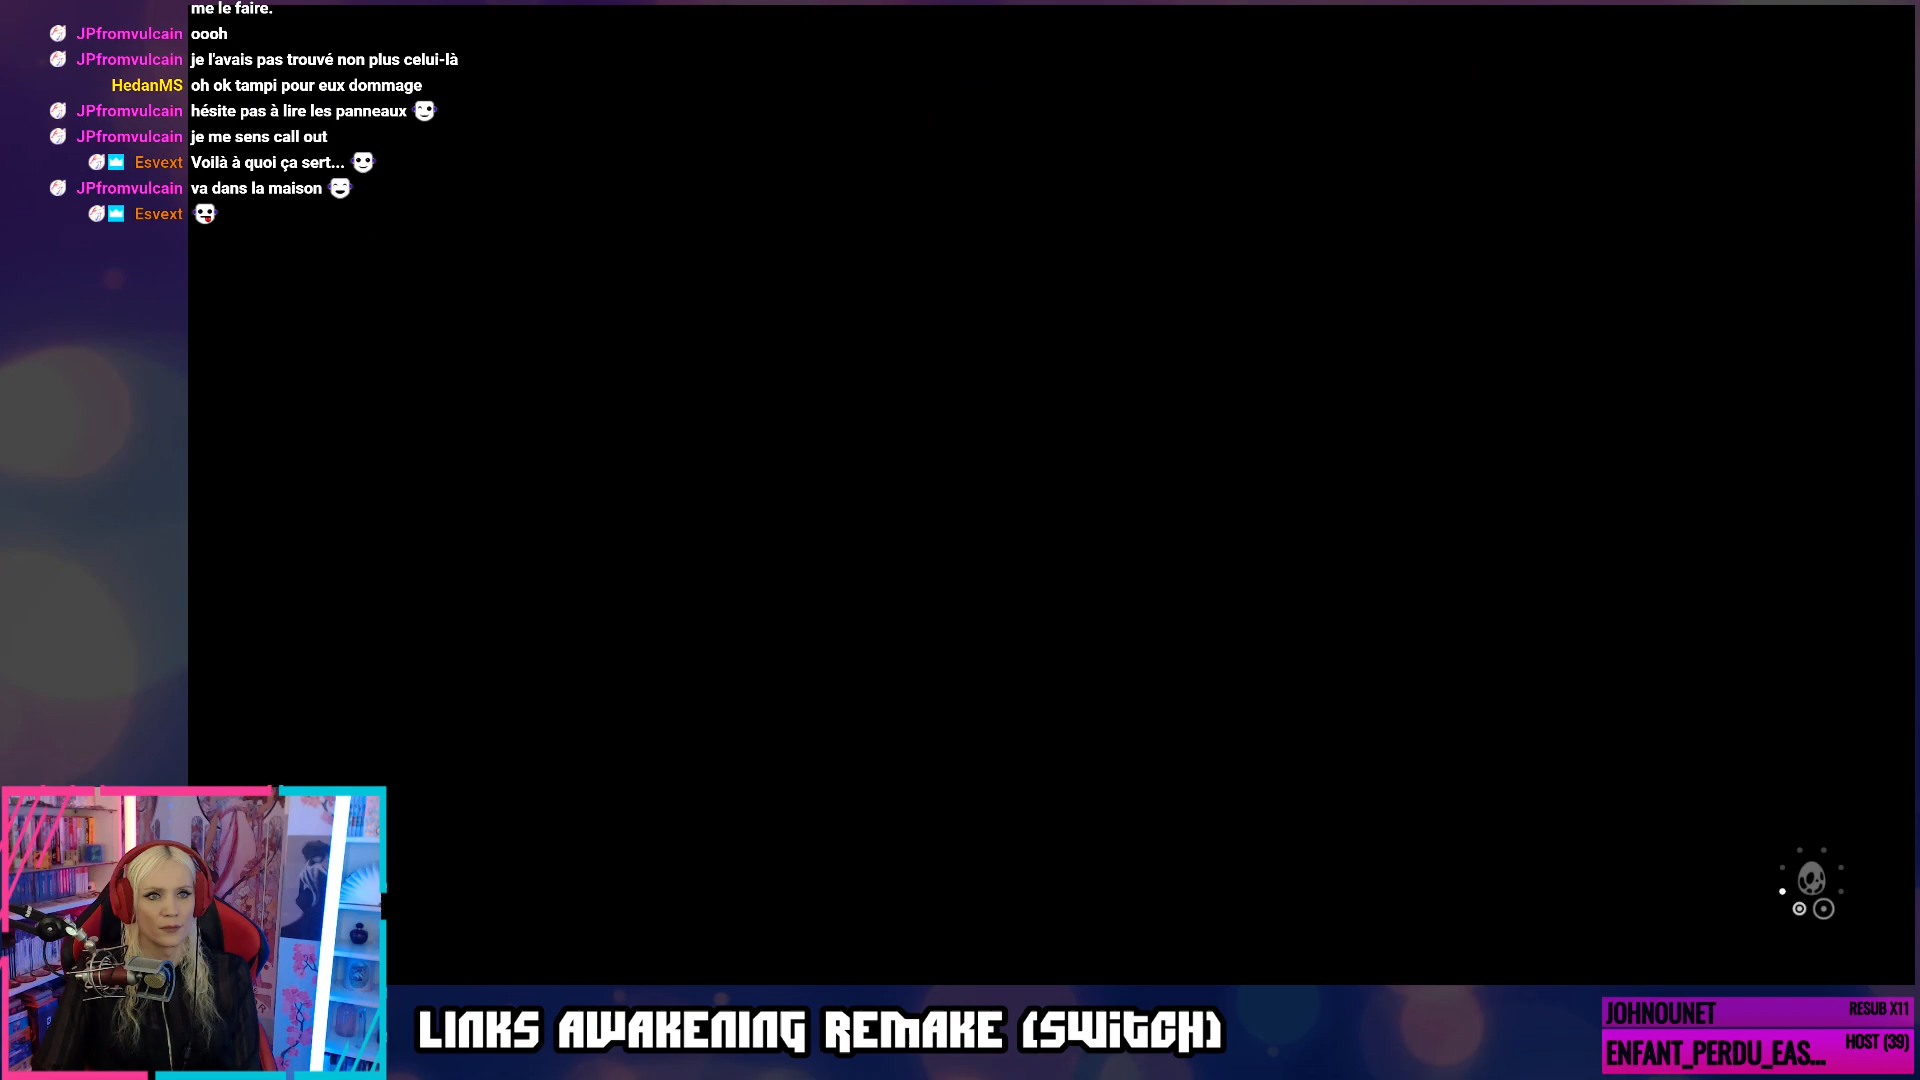 me le faire.
JPfromvulcain oooh
JPfromvulcain je l'avais pas trouvé non plus celui-là
HedanMS oh ok tampi pour eux dommage
JPfromvulcain hésite pas à lire les panneaux
JPfromvulcain je me sens call out
Esvext Voilà à quoi ça sert...
JPfromvulcain va dans la maison
Esvext
LINKS AWAKENING REMAKE (SWITCH)
JOHNOUNET RESUB X11
ENFANT_PERDU_EAS... HOST (39)